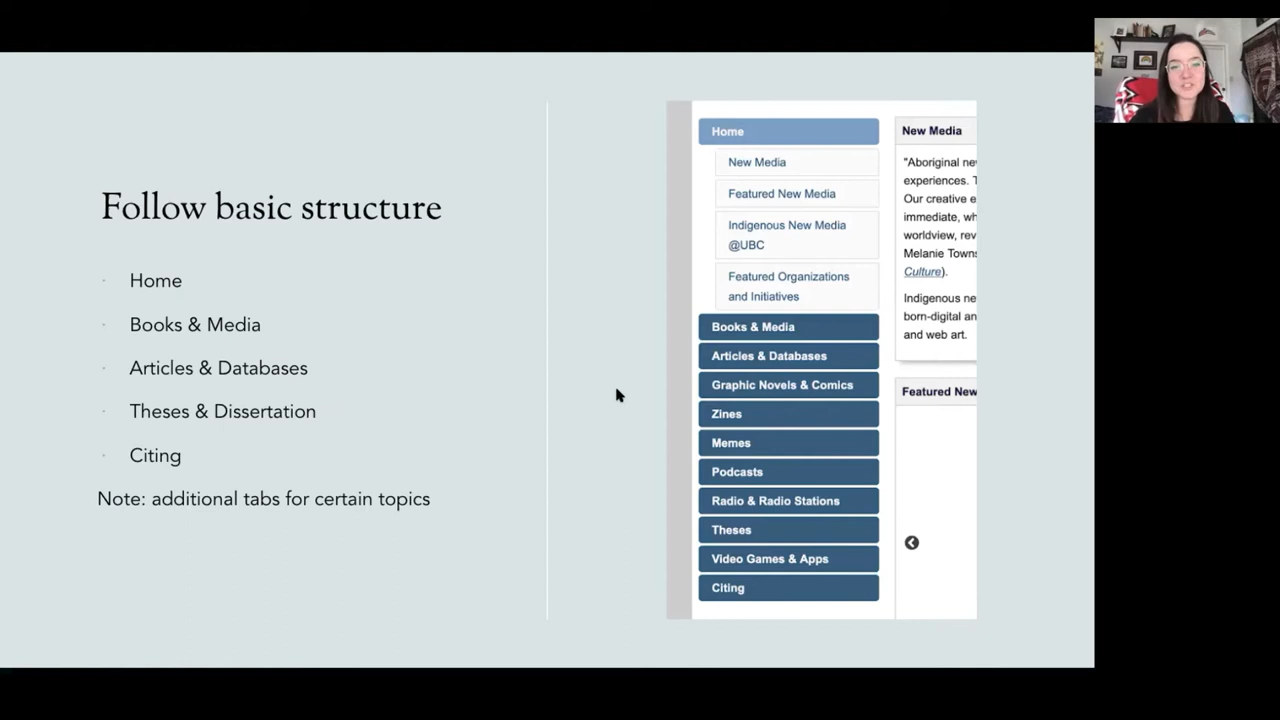 Follow basic structure
Home
Books & Media
Articles & Databases
Theses & Dissertation
Citing
Note: additional tabs for certain topics
Home
New Media
Featured New Media
Indigenous New Media
@UBC
Featured Organizations
and Initiatives
Books & Media
Articles & Databases
Graphic Novels & Comics
Zines
Memes
Podcasts
Radio & Radio Stations
Theses
Video Games & Apps
Citing
New Media
"Aboriginal
experiences. T
Our creative e
immediate, wh
worldview, rev
Melanie Towns
Culture).
Indigenous ne
born-digital an
and web art.
Featured New